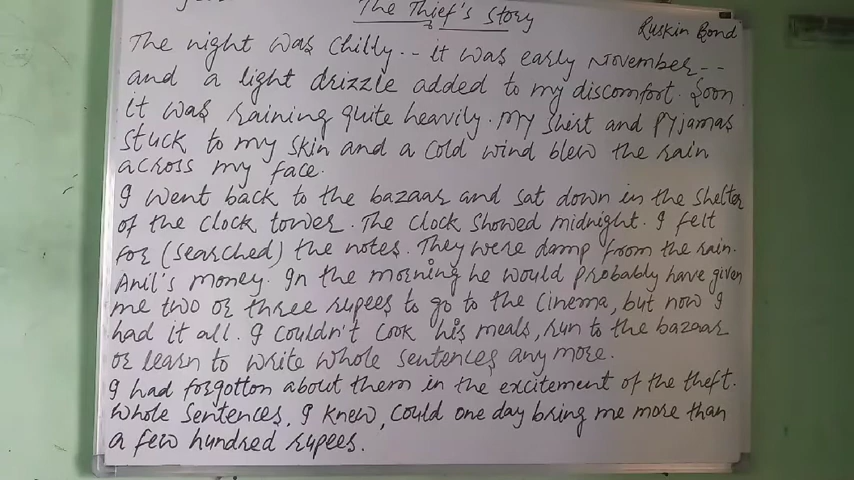 The Thief's Story
Ruskin Bond
The night was chilly-- it was early November--
and a light drizzle added to my discomfort. Soon
it was raining quite heavily. My shirt and pyjamas
stuck to my skin and a cold wind blew the rain
across my face.
I went back to the bazaar and sat down in the shelter
of the clock tower. The clock showed midnight. I felt
for (searched) the notes. They were damp from the rain.
Anil's money. In the morning he would probably have given
me two or three rupees to go to the cinema, but now I
had it all. I couldn't cook his meals, run to the bazaar
or learn to write whole sentences any more.
I had forgotton about them in the excitement of the theft.
Whole sentences, I knew, could one day bring me more than
a few hundred rupees.